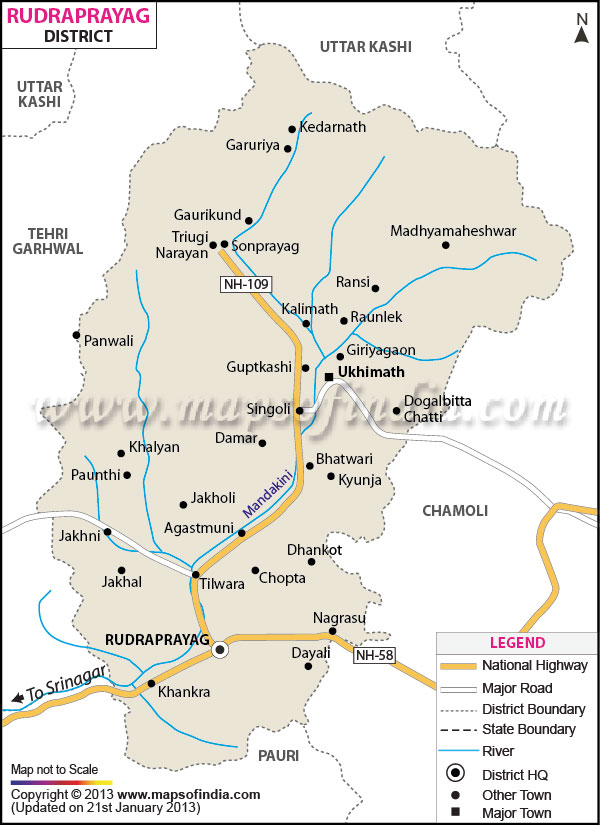 RUDRAPRAYAG
DISTRICT
N
UTTAR KASHI
UTTAR
KASHI
Kedarnath
Garuriya
Gaurikund
TEHRI
GARHWAL
Triugi
Narayan
Sonprayag
Madhyamaheshwar
NH-109
Ransi
Kalimath
Raunlek
Panwali
Giriyagaon
Guptkashi
Ukhimath
www.mapsofindia.com
Singoli
Dogalbitta
Chatti
Damar
Khalyan
Bhatwari
Paunthi
Kyunja
Mandakini
Jakholi
CHAMOLI
Agastmuni
Jakhni
Dhankot
Jakhal
Tilwara
Chopta
Nagrasu
RUDRAPRAYAG
Dayali
NH-58
To Srinagar
Khankra
PAURI
LEGEND
National Highway
Major Road
District Boundary
State Boundary
River
District HQ
Other Town
Major Town
Map not to Scale
Copyright © 2013 www.mapsofindia.com
(Updated on 21st January 2013)